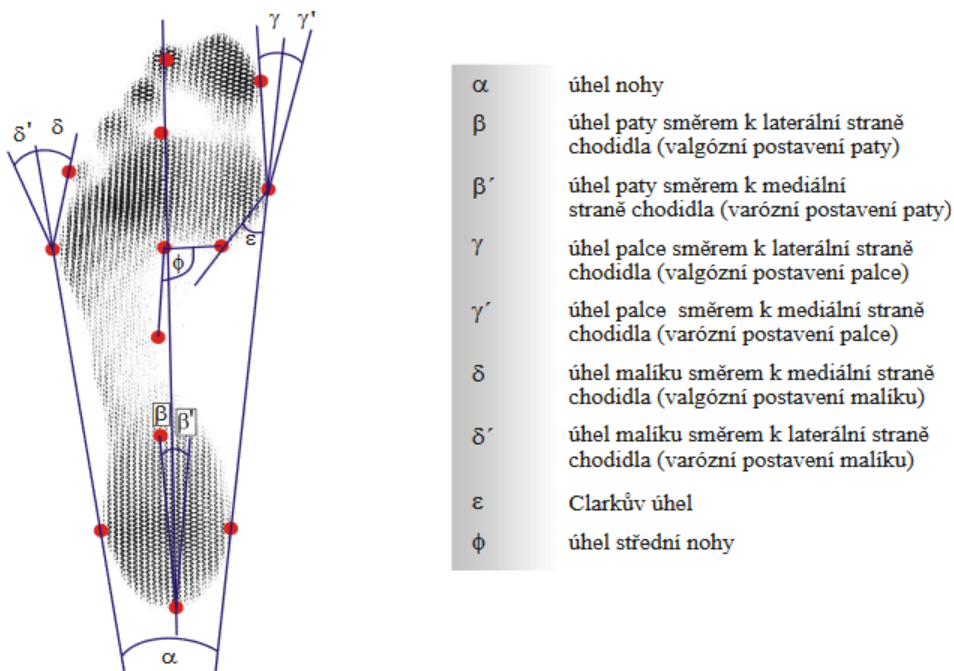 γ γ'
δ' δ
ε
ϕ
β β'
α
α úhel nohy
β úhel paty směrem k laterální straně
chodidla (valgózní postavení paty)
β´ úhel paty směrem k mediální
straně chodidla (varózní postavení paty)
γ úhel palce směrem k laterální straně
chodidla (valgózní postavení palce)
γ´ úhel palce směrem k mediální straně
chodidla (varózní postavení palce)
δ úhel malíku směrem k mediální straně
chodidla (valgózní postavení malíku)
δ´ úhel malíku směrem k laterální straně
chodidla (varózní postavení malíku)
ε Clarkův úhel
ϕ úhel střední nohy